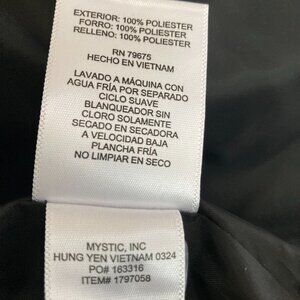 EXTERIOR: 100% POLIESTER
FORRO: 100% POLIESTER
RELLENO: 100% POLIESTER
RN 79675
HECHO EN VIETNAM
LAVADO A MÁQUINA CON
AGUA FRÍA POR SEPARADO
CICLO SUAVE
BLANQUEADOR SIN
CLORO SOLAMENTE
SECADO EN SECADORA
A VELOCIDAD BAJA
PLANCHA FRÍA
NO LIMPIAR EN SECO
MYSTIC, INC
HUNG YEN VIETNAM 0324
PO# 163316
ITEM# 1797058